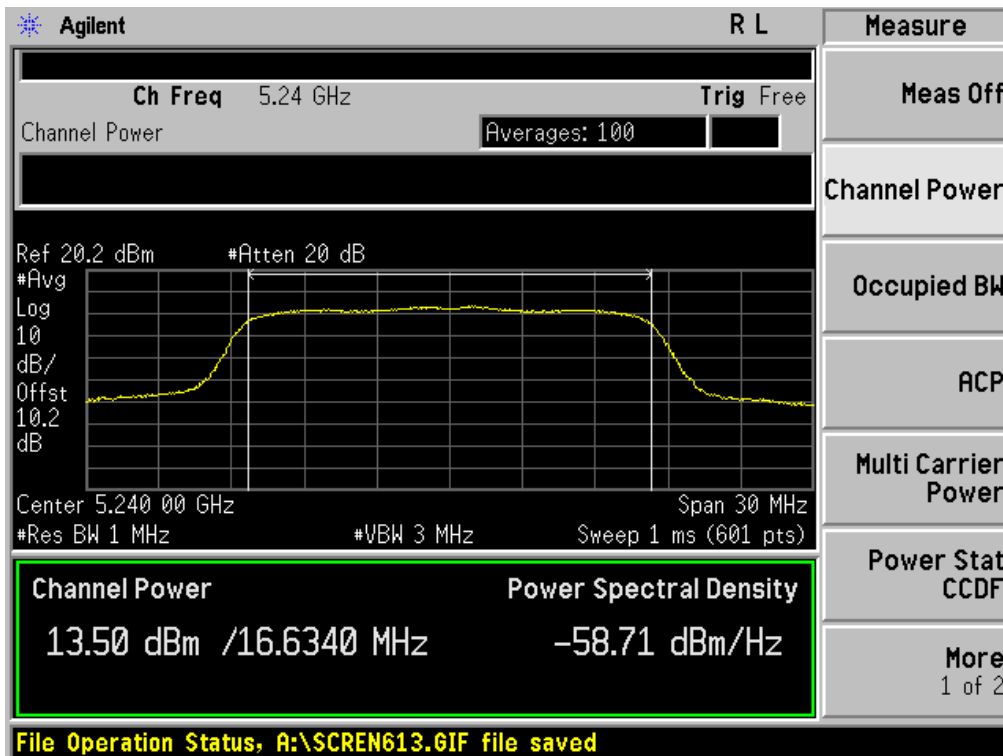 Agilent R L Measure
Ch Freq 5.24 GHz Trig Free
Meas Off
Channel Power Averages: 100
Channel Power
Ref 20.2 dBm #Atten 20 dB
#Avg
Log
10
dB/
Offst
10.2
dB
Occupied BW
ACP
Multi Carrier
Power
Center 5.240 00 GHz Span 30 MHz
#Res BW 1 MHz #VBW 3 MHz Sweep 1 ms (601 pts)
Power Stat
CCDF
Channel Power Power Spectral Density
13.50 dBm /16.6340 MHz -58.71 dBm/Hz
More
1 of 2
File Operation Status, A:\SCREN613.GIF file saved